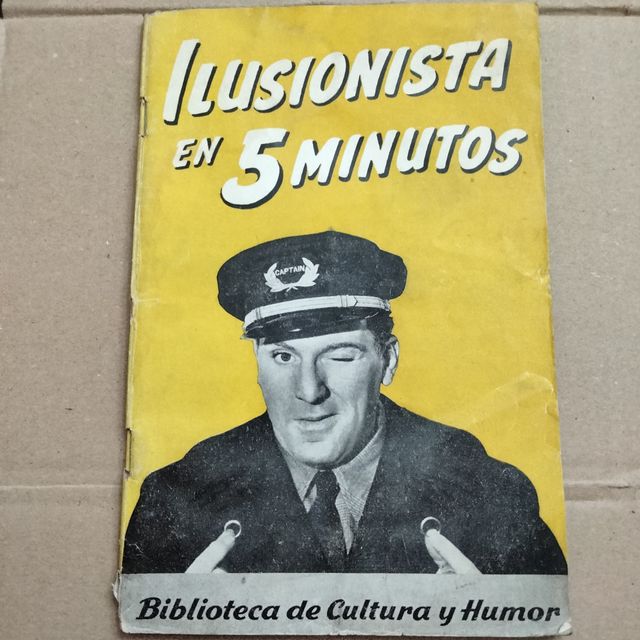 ILUSIONISTA
EN 5 MINUTOS
CAPTAIN
Biblioteca de Cultura y Humor